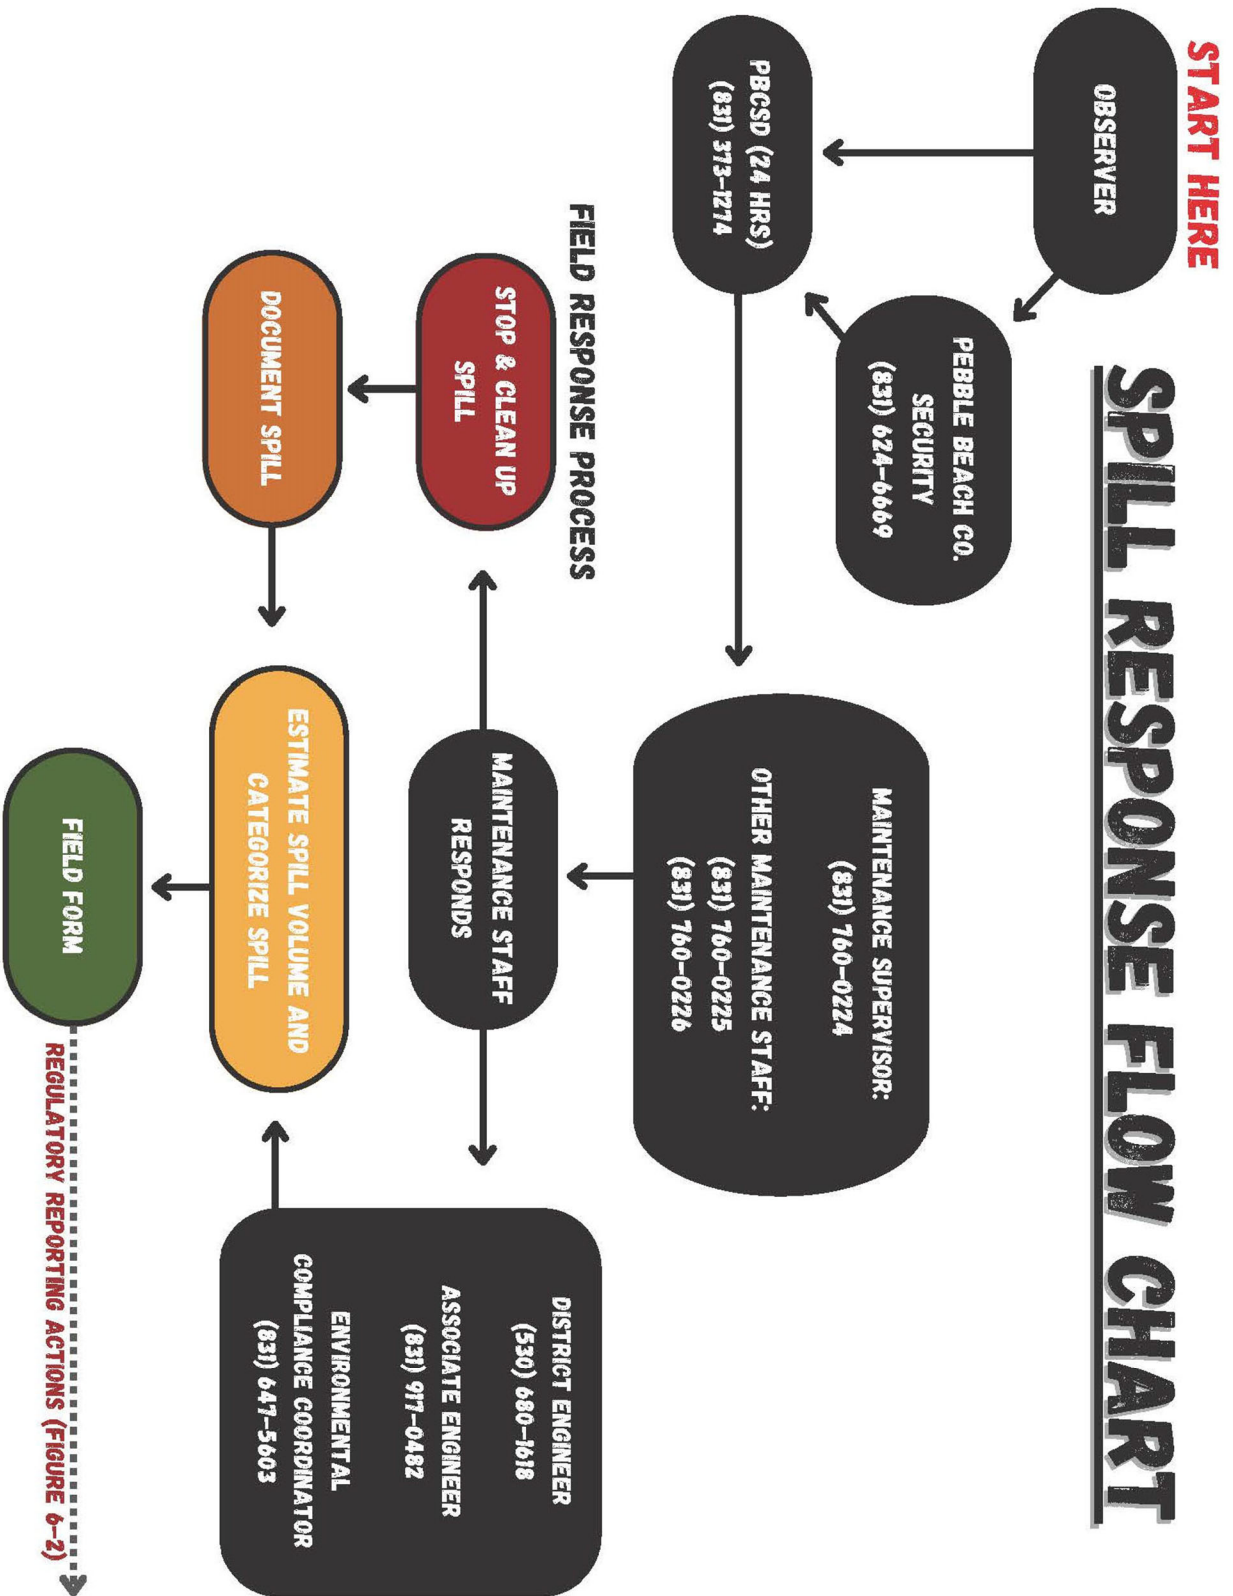 SPILL RESPONSE FLOW CHART
START HERE
OBSERVER
PEBBLE BEACH CO.
SECURITY
(831) 624-6669
PBCSD (24 HRS)
(831) 373-1274
MAINTENANCE SUPERVISOR:
(831) 760-0224
OTHER MAINTENANCE STAFF:
(831) 760-0225
(831) 760-0226
MAINTENANCE STAFF
RESPONDS
FIELD RESPONSE PROCESS
STOP & CLEAN UP
SPILL
DOCUMENT SPILL
ESTIMATE SPILL VOLUME AND
CATEGORIZE SPILL
DISTRICT ENGINEER
(530) 680-1618
ASSOCIATE ENGINEER
(831) 917-0482
ENVIRONMENTAL
COMPLIANCE COORDINATOR
(831) 647-5603
FIELD FORM
REGULATORY REPORTING ACTIONS (FIGURE 6-2)